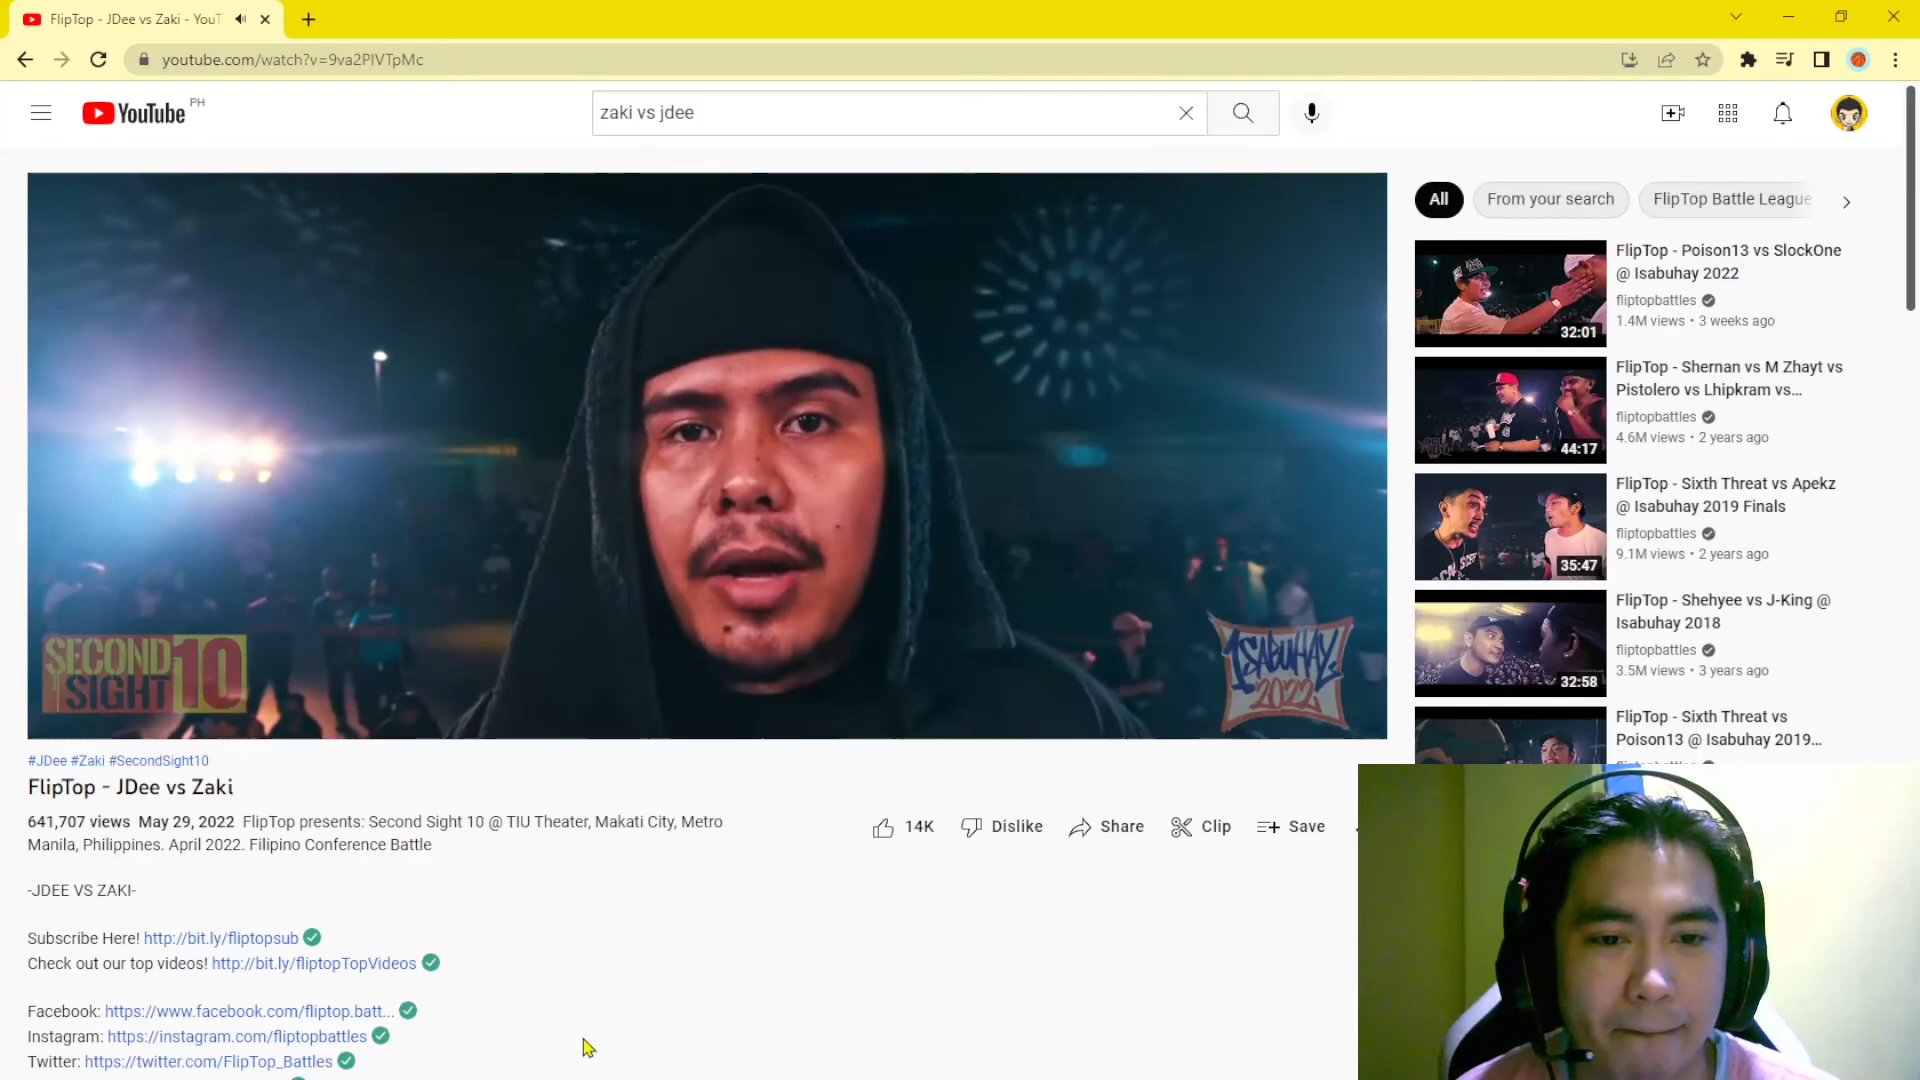 FlipTop - JDee vs Zaki - YouT
youtube.com/watch?v=9va2PIVTpMc
YouTube PH
zaki vs jdee
SECOND
SIGHT 10
1SABUHAY
2022
#JDee #Zaki #SecondSight10
FlipTop - JDee vs Zaki
641,707 views May 29, 2022 FlipTop presents: Second Sight 10 @ TIU Theater, Makati City, Metro
Manila, Philippines. April 2022. Filipino Conference Battle
14K Dislike Share Clip Save
-JDEE VS ZAKI-
Subscribe Here! http://bit.ly/fliptopsub
Check out our top videos! http://bit.ly/fliptopTopVideos
Facebook: https://www.facebook.com/fliptop.batt...
Instagram: https://instagram.com/fliptopbattles
Twitter: https://twitter.com/FlipTop_Battles
All From your search FlipTop Battle League
FlipTop - Poison13 vs SlockOne
@ Isabuhay 2022
fliptopbattles
1.4M views • 3 weeks ago
32:01
FlipTop - Shernan vs M Zhayt vs
Pistolero vs Lhipkram vs...
fliptopbattles
4.6M views • 2 years ago
44:17
FlipTop - Sixth Threat vs Apekz
@ Isabuhay 2019 Finals
fliptopbattles
9.1M views • 2 years ago
35:47
FlipTop - Shehyee vs J-King @
Isabuhay 2018
fliptopbattles
3.5M views • 3 years ago
32:58
FlipTop - Sixth Threat vs
Poison13 @ Isabuhay 2019...